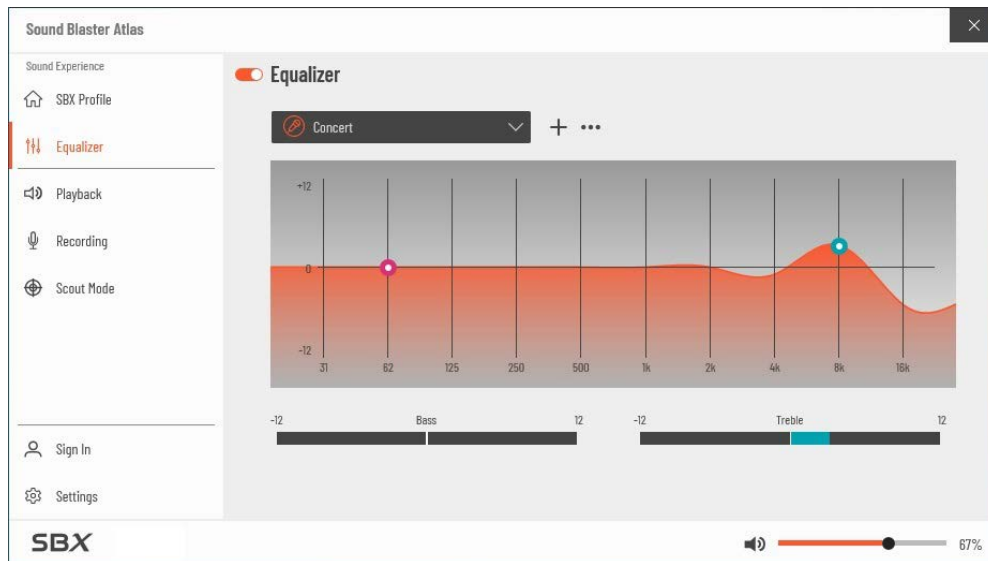 Sound Blaster Atlas
Sound Experience
SBX Profile
Equalizer
Playback
Recording
Scout Mode
Sign In
Settings
Equalizer
Concert
+12
0
-12
31 62 125 250 500 1k 2k 4k 8k 16k
-12 Bass 12 -12 Treble 12
SBX
67%